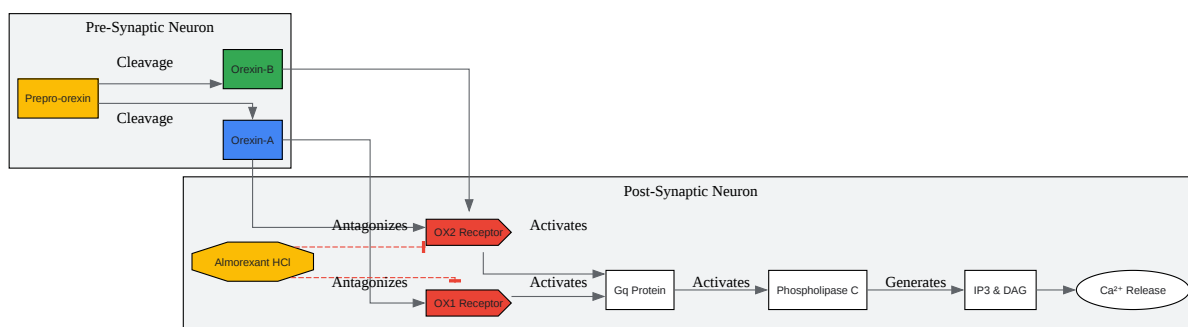 Pre-Synaptic Neuron
Cleavage
Orexin-B
Prepro-orexin
Cleavage
Orexin-A
Post-Synaptic Neuron
Antagonizes
OX2 Receptor
Activates
Almorexant HCl
Antagonizes
OX1 Receptor
Activates
Gq Protein
Activates
Phospholipase C
Generates
IP3 & DAG
Ca²⁺ Release